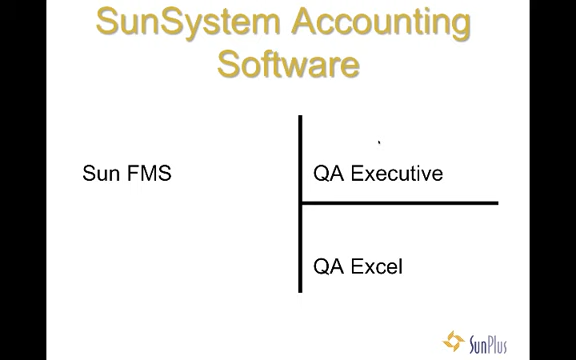 SunSystem Accounting
Software
Sun FMS
QA Executive
QA Excel
SunPlus